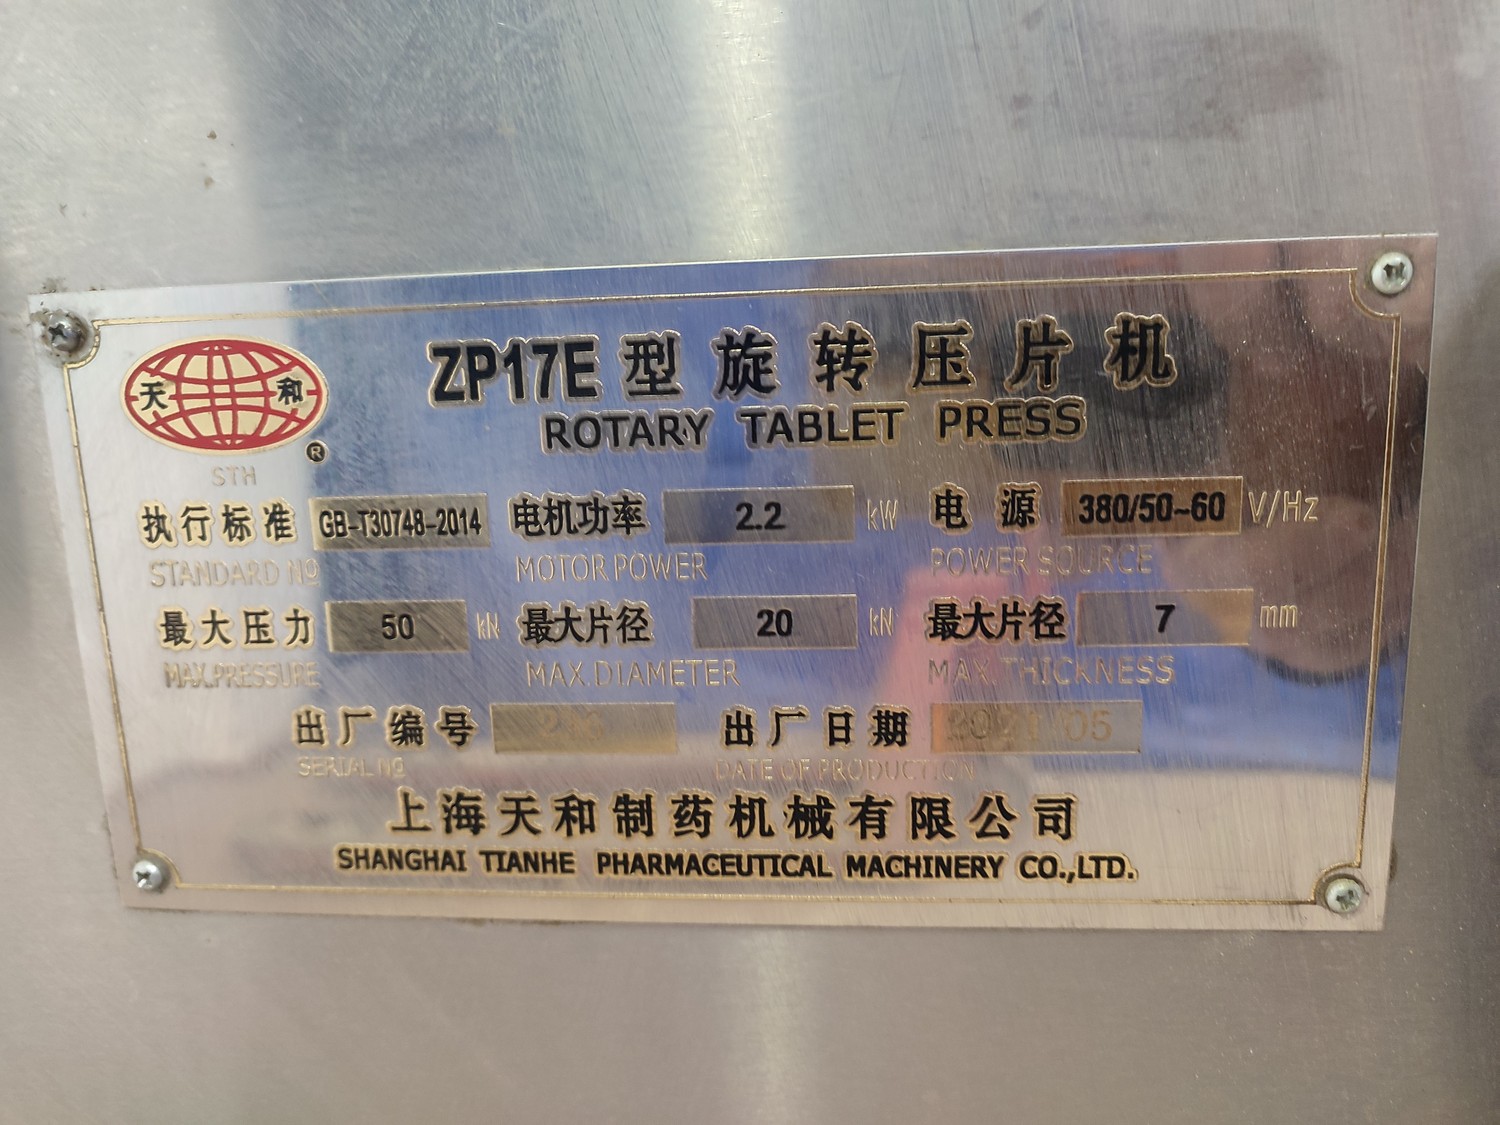 天 和
®
STH
ZP17E 型 旋 转 压 片 机
ROTARY TABLET PRESS
执行标准 GB-T30748-2014 电机功率 2.2 kW 电 源 380/50~60 V/Hz
STANDARD Nº MOTOR POWER POWER SOURCE
最大压力 50 kN 最大片径 20 kN 最大片径 7 mm
MAX.PRESSURE MAX.DIAMETER MAX.THICKNESS
出厂编号 出厂日期 2021 05
SERIAL Nº DATE OF PRODUCTION
上海天和制药机械有限公司
SHANGHAI TIANHE PHARMACEUTICAL MACHINERY CO.,LTD.